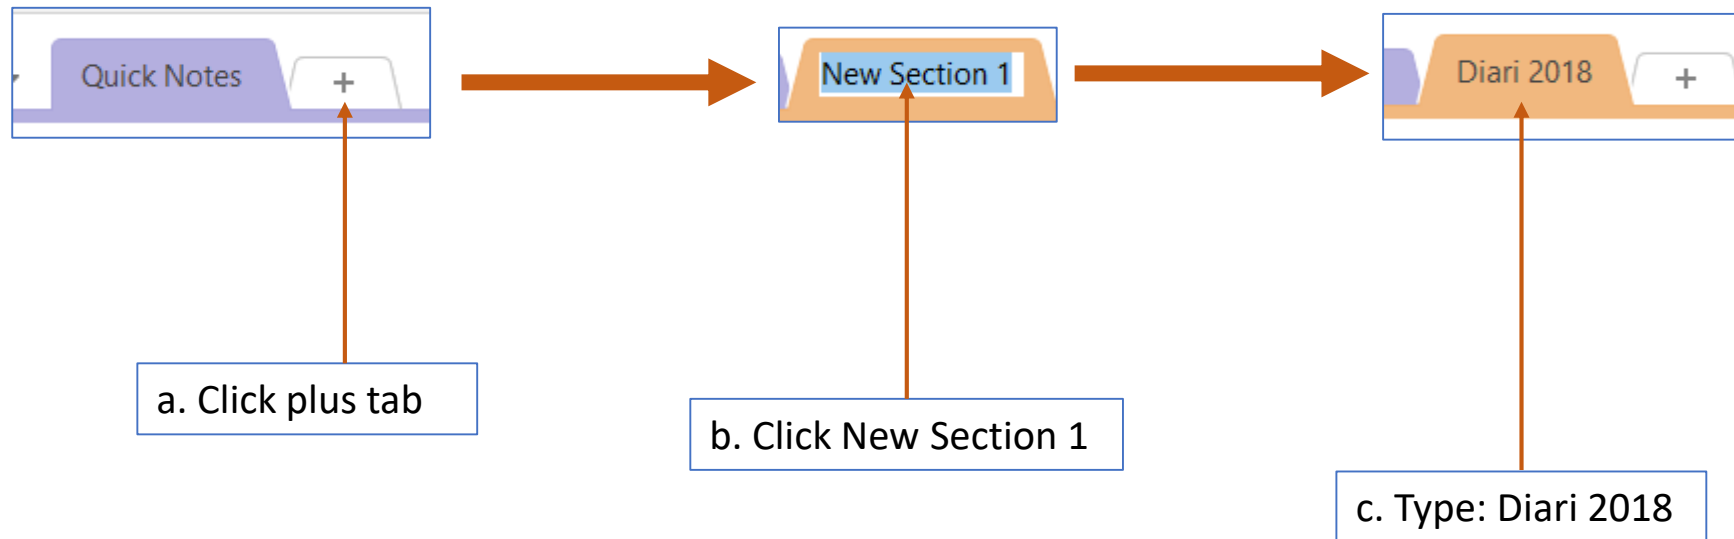 Quick Notes
+
New Section 1
Diari 2018
+
a. Click plus tab
b. Click New Section 1
c. Type: Diari 2018